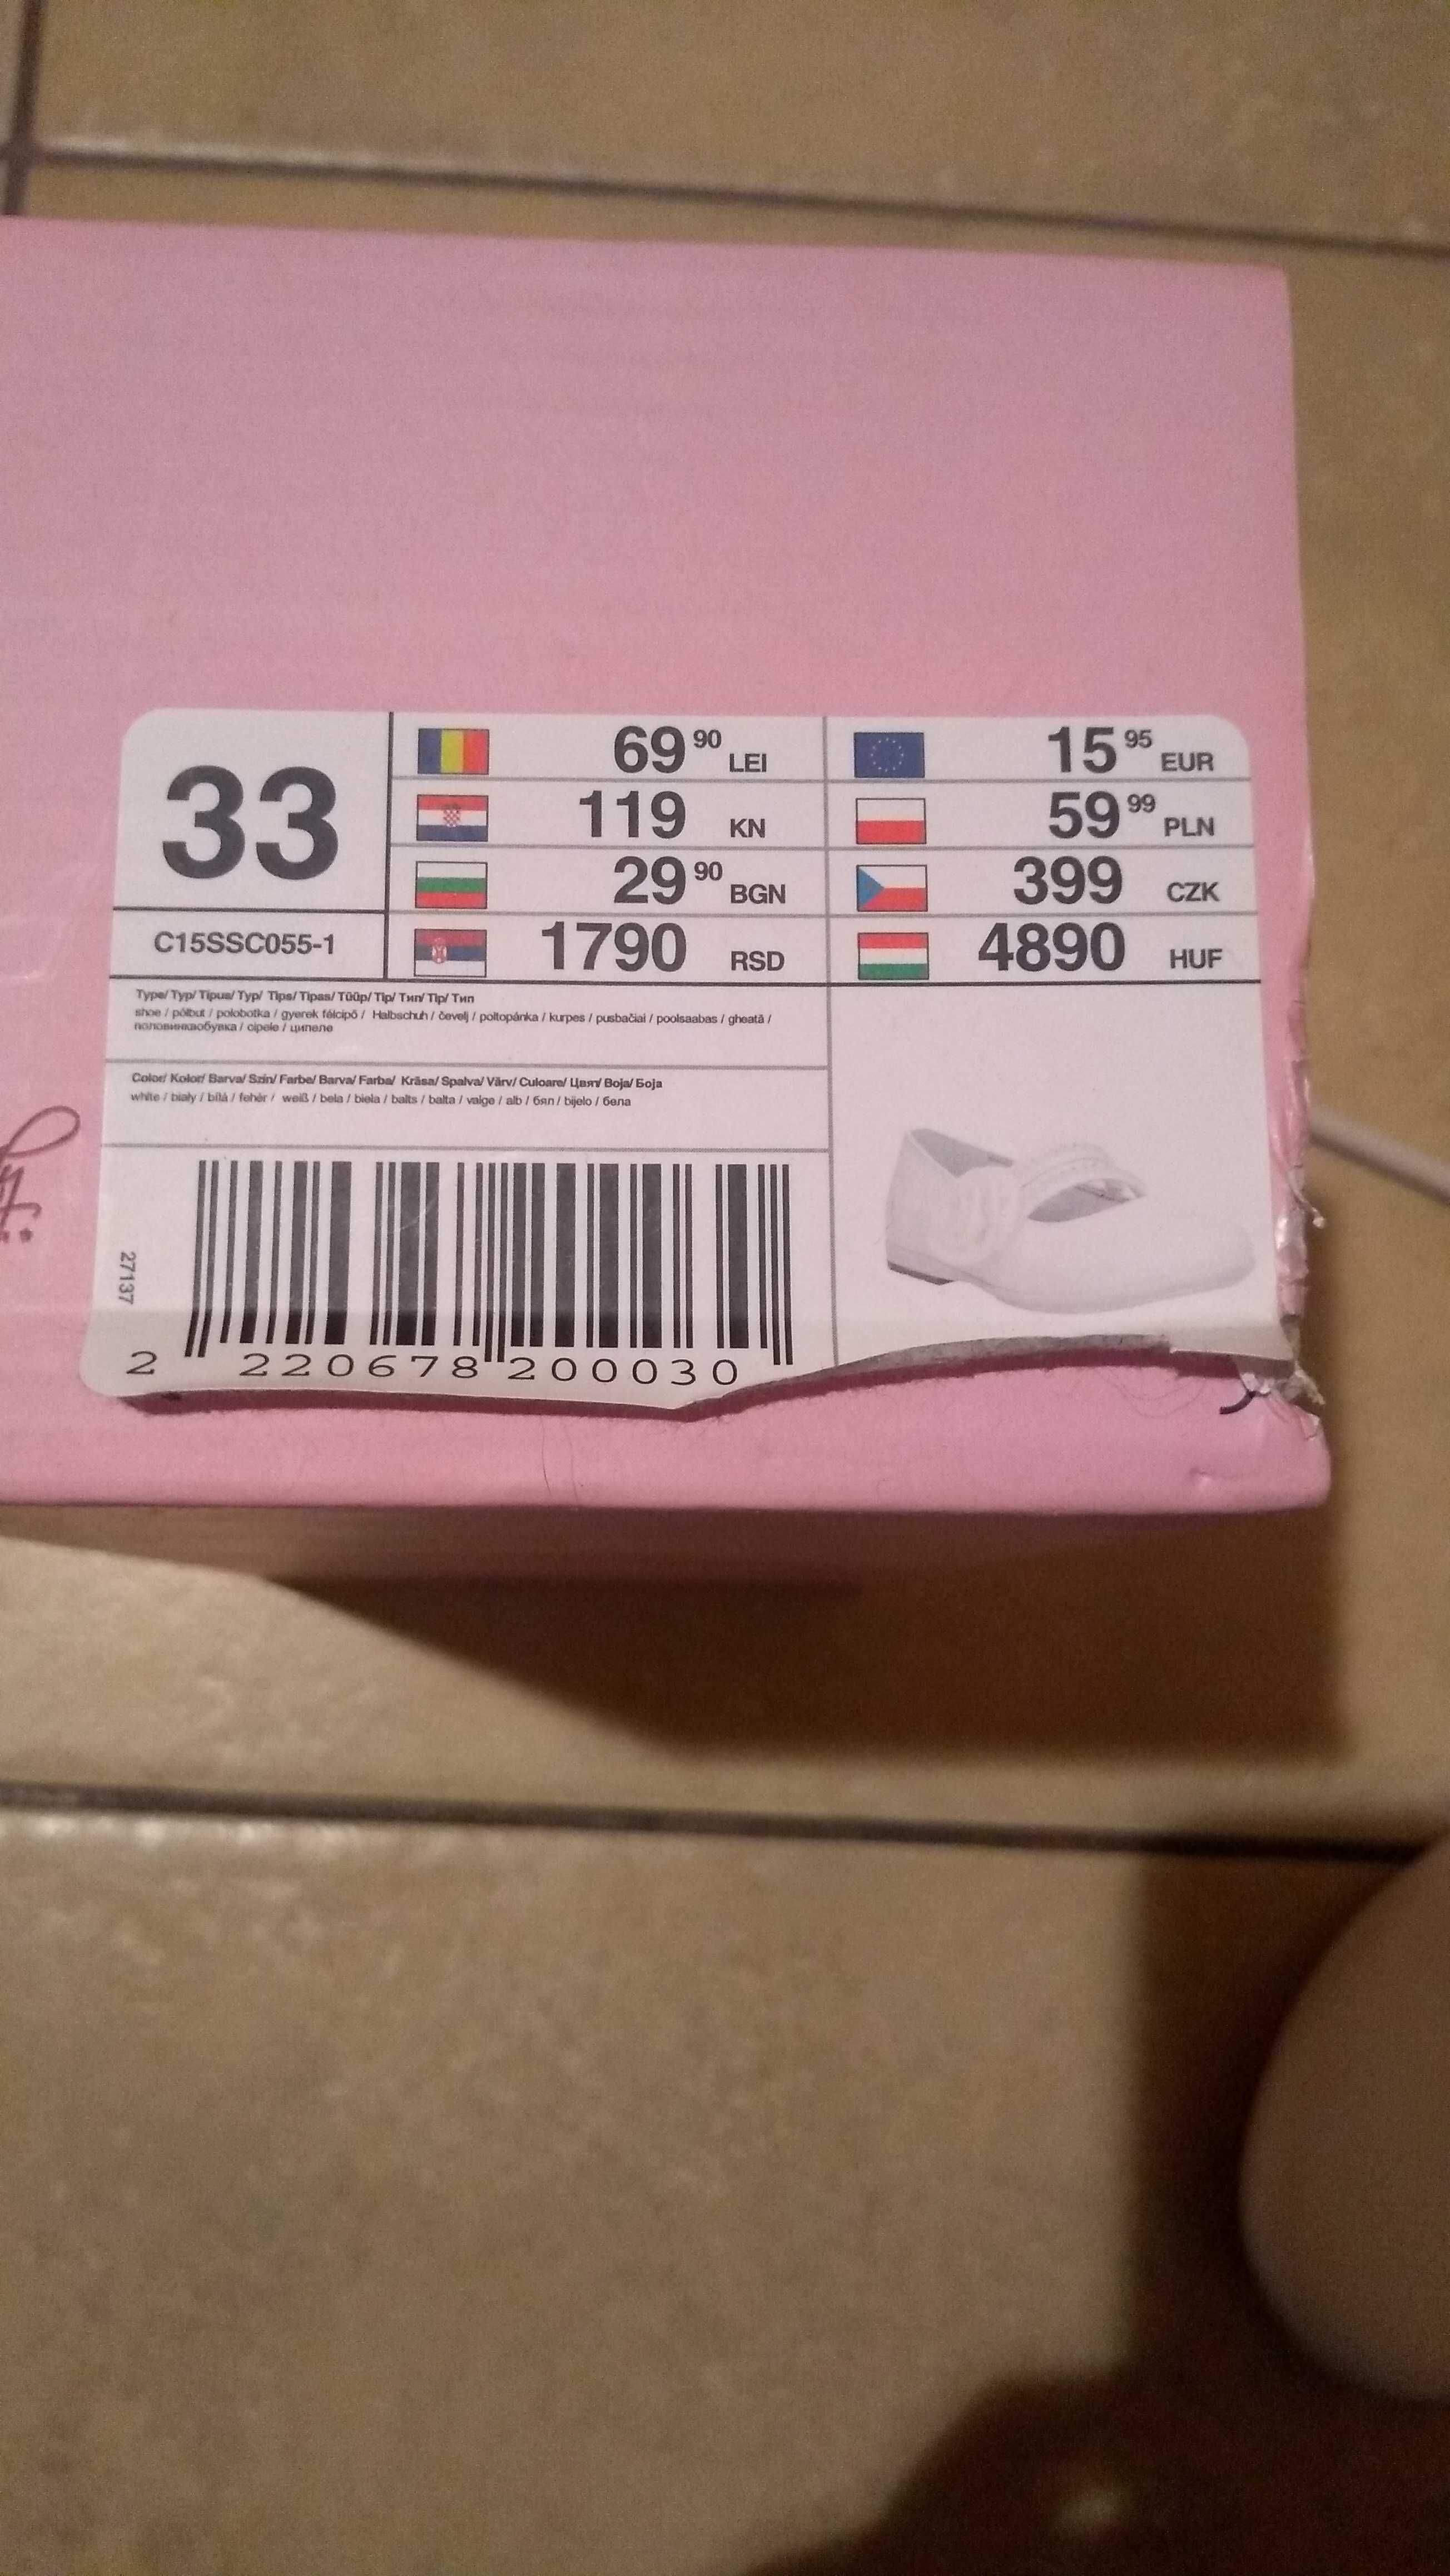 33
C15SSC055-1
69 90 LEI
119 KN
29 90 BGN
1790 RSD
15 95 EUR
59 99 PLN
399 CZK
4890 HUF
Type/ Typ/ Tipus/ Typ/ Tips/ Tipas/ Tüüp/ Tip/ Тип/ Tip/ Тип
shoe / półbut / polobotka / gyerek félcipő / Halbschuh / čevelj / poltopánka / kurpes / pusbačiai / poolsaabas / gheată /
половинкаобувка / cipele / ципеле
Color/ Kolor/ Barva/ Szín/ Farbe/ Barva/ Farba/ Krāsa/ Spalva/ Värv/ Culoare/ Цвят/ Boja/ Боја
white / biały / bílá / fehér / weiß / bela / biela / balts / balta / valge / alb / бял / bijelo / бела
27137
2 220678 200030